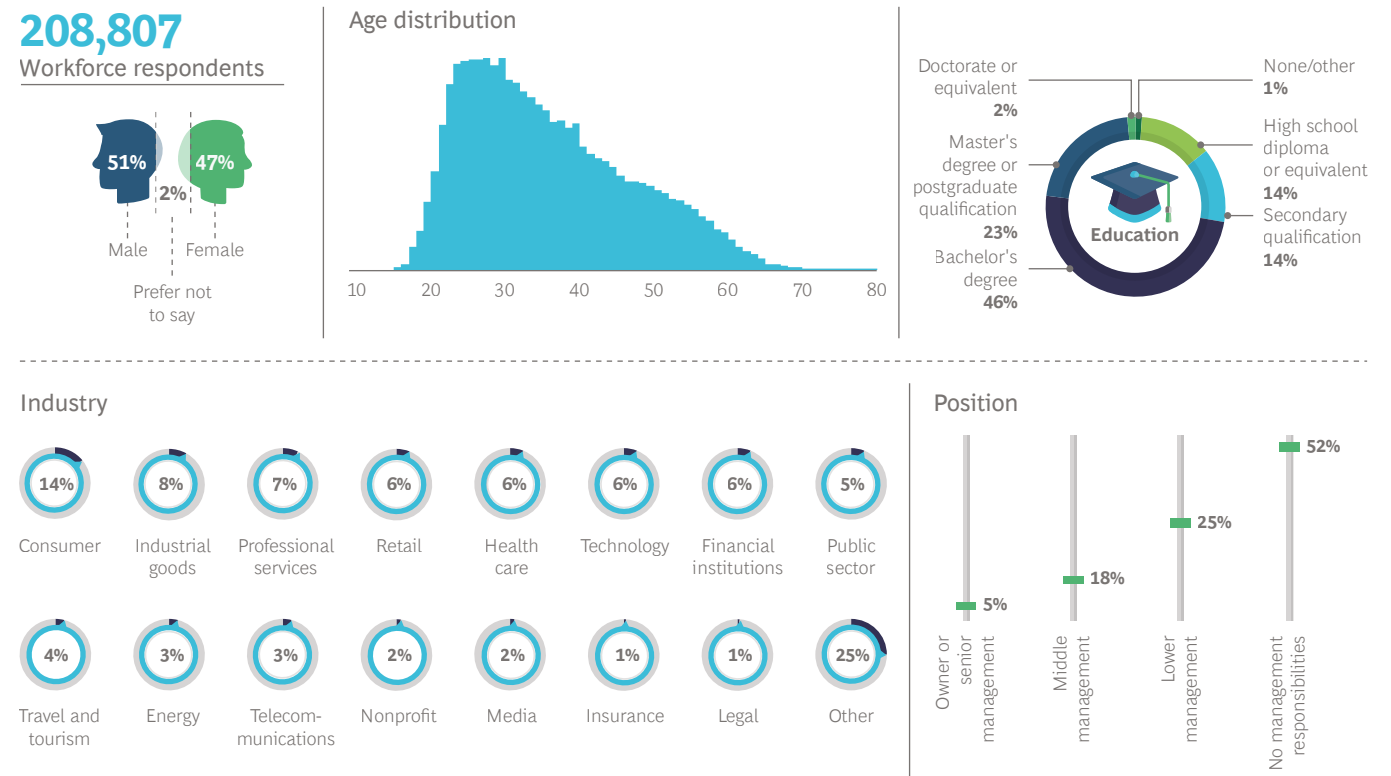 208,807
Workforce respondents
51%
47%
2%
Male
Female
Prefer not
to say
Age distribution
10 20 30 40 50 60 70 80
Doctorate or
equivalent
2%
Master's
degree or
postgraduate
qualification
23%
Bachelor's
degree
46%
Education
None/other
1%
High school
diploma
or equivalent
14%
Secondary
qualification
14%
Industry
14%
Consumer
8%
Industrial
goods
7%
Professional
services
6%
Retail
6%
Health
care
6%
Technology
6%
Financial
institutions
5%
Public
sector
4%
Travel and
tourism
3%
Energy
3%
Telecom-
munications
2%
Nonprofit
2%
Media
1%
Insurance
1%
Legal
25%
Other
Position
5%
Owner or
senior
management
18%
Middle
management
25%
Lower
management
52%
No management
responsibilities